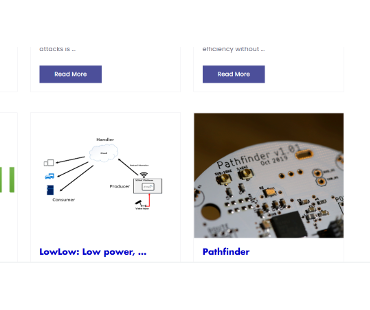 attacks is ...
efficiency without ...
Read More
Read More
Handler
Cloud
Producer
Consumer
Pathfinder v1.01
Oct 2013
LowLow: Low power, ...
Pathfinder